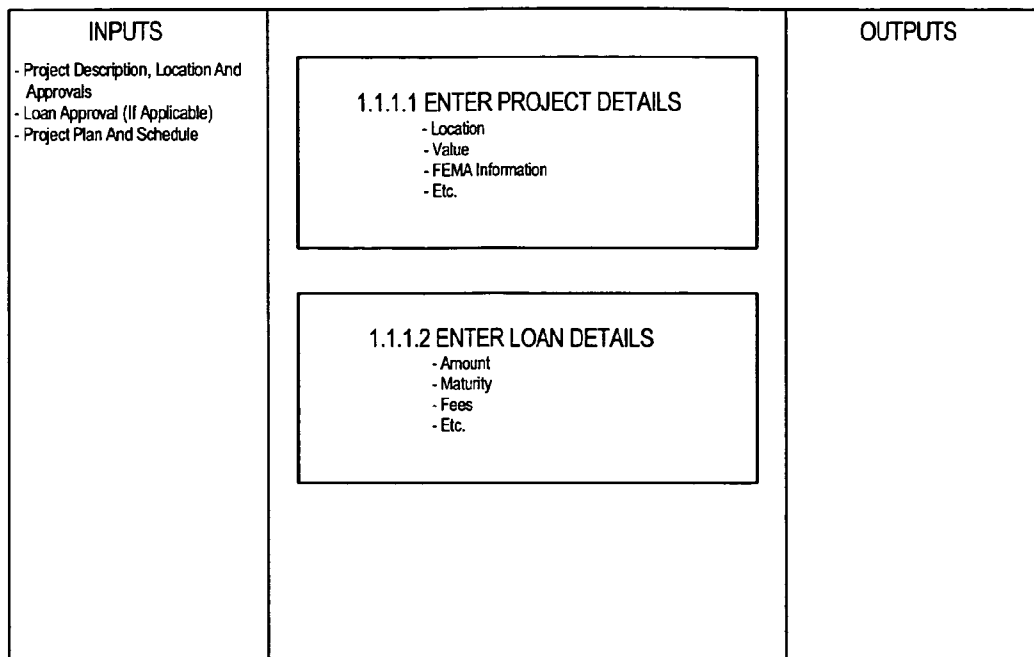 INPUTS
- Project Description, Location And
Approvals
- Loan Approval (If Applicable)
- Project Plan And Schedule
1.1.1.1 ENTER PROJECT DETAILS
- Location
- Value
- FEMA Information
- Etc.
1.1.1.2 ENTER LOAN DETAILS
- Amount
- Maturity
- Fees
- Etc.
OUTPUTS